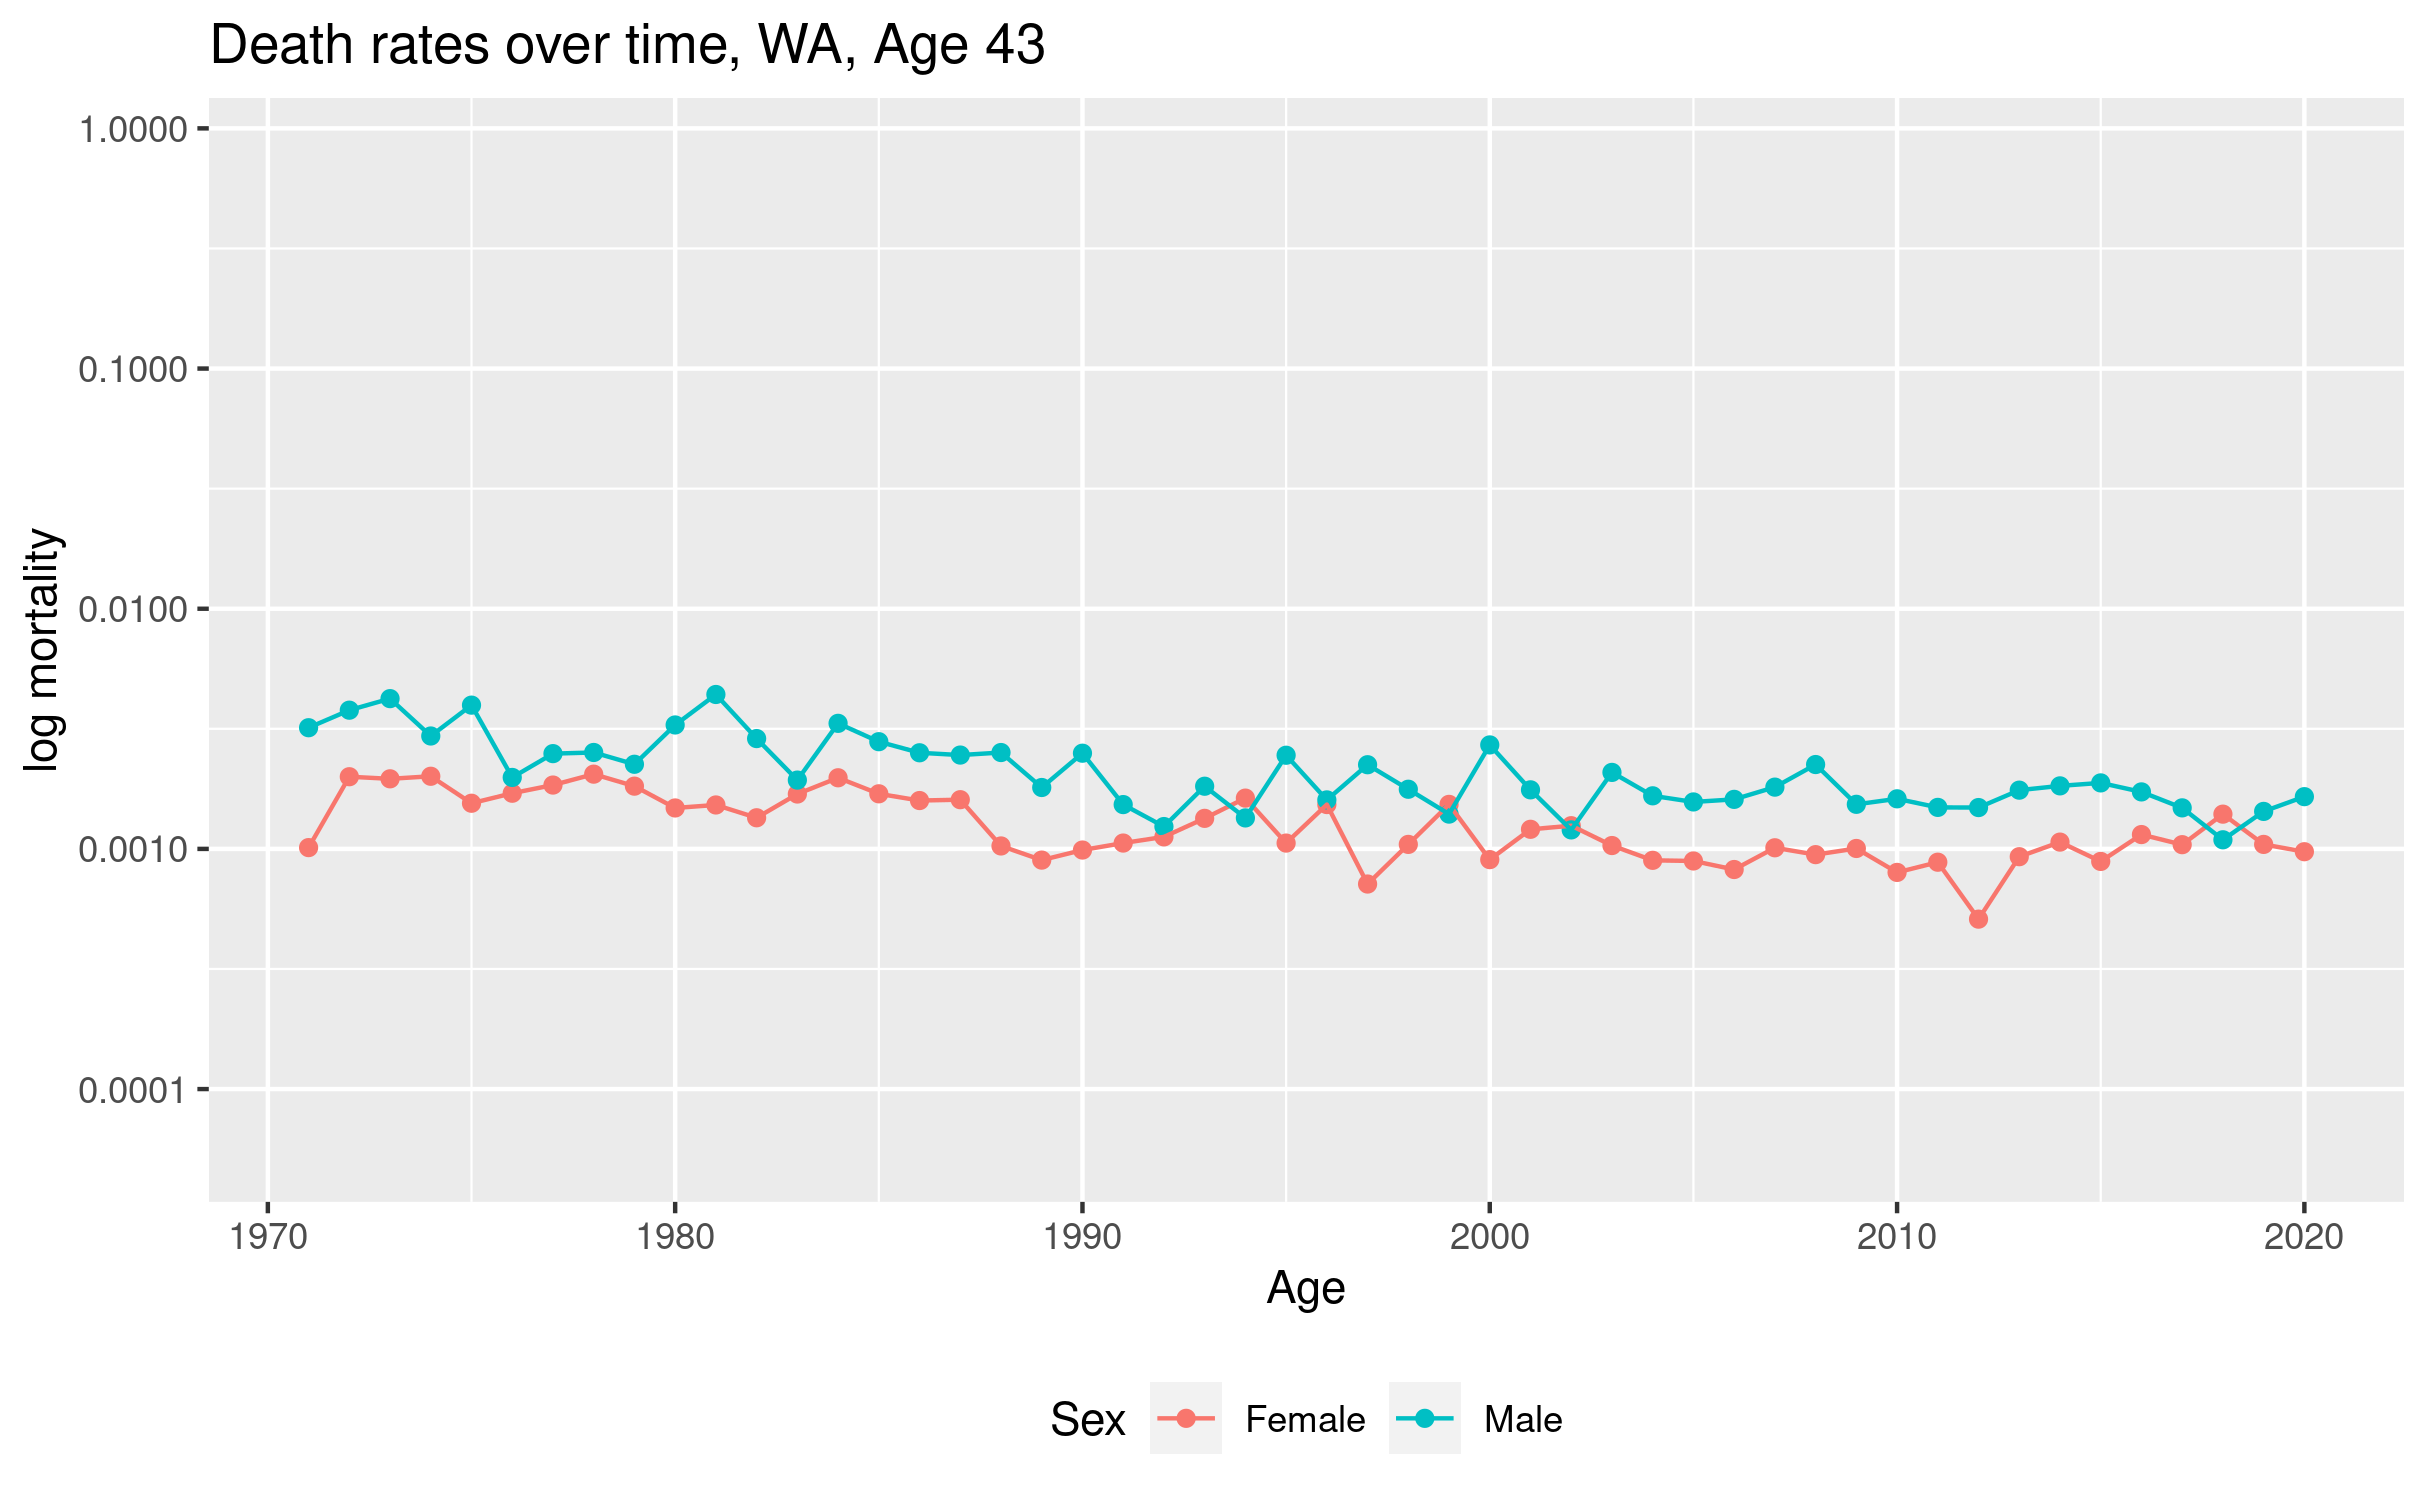 Death rates over time, WA, Age 43
1.0000
0.1000
0.0100
0.0010
0.0001
log mortality
1970 1980 1990 2000 2010 2020
Age
Sex Female Male